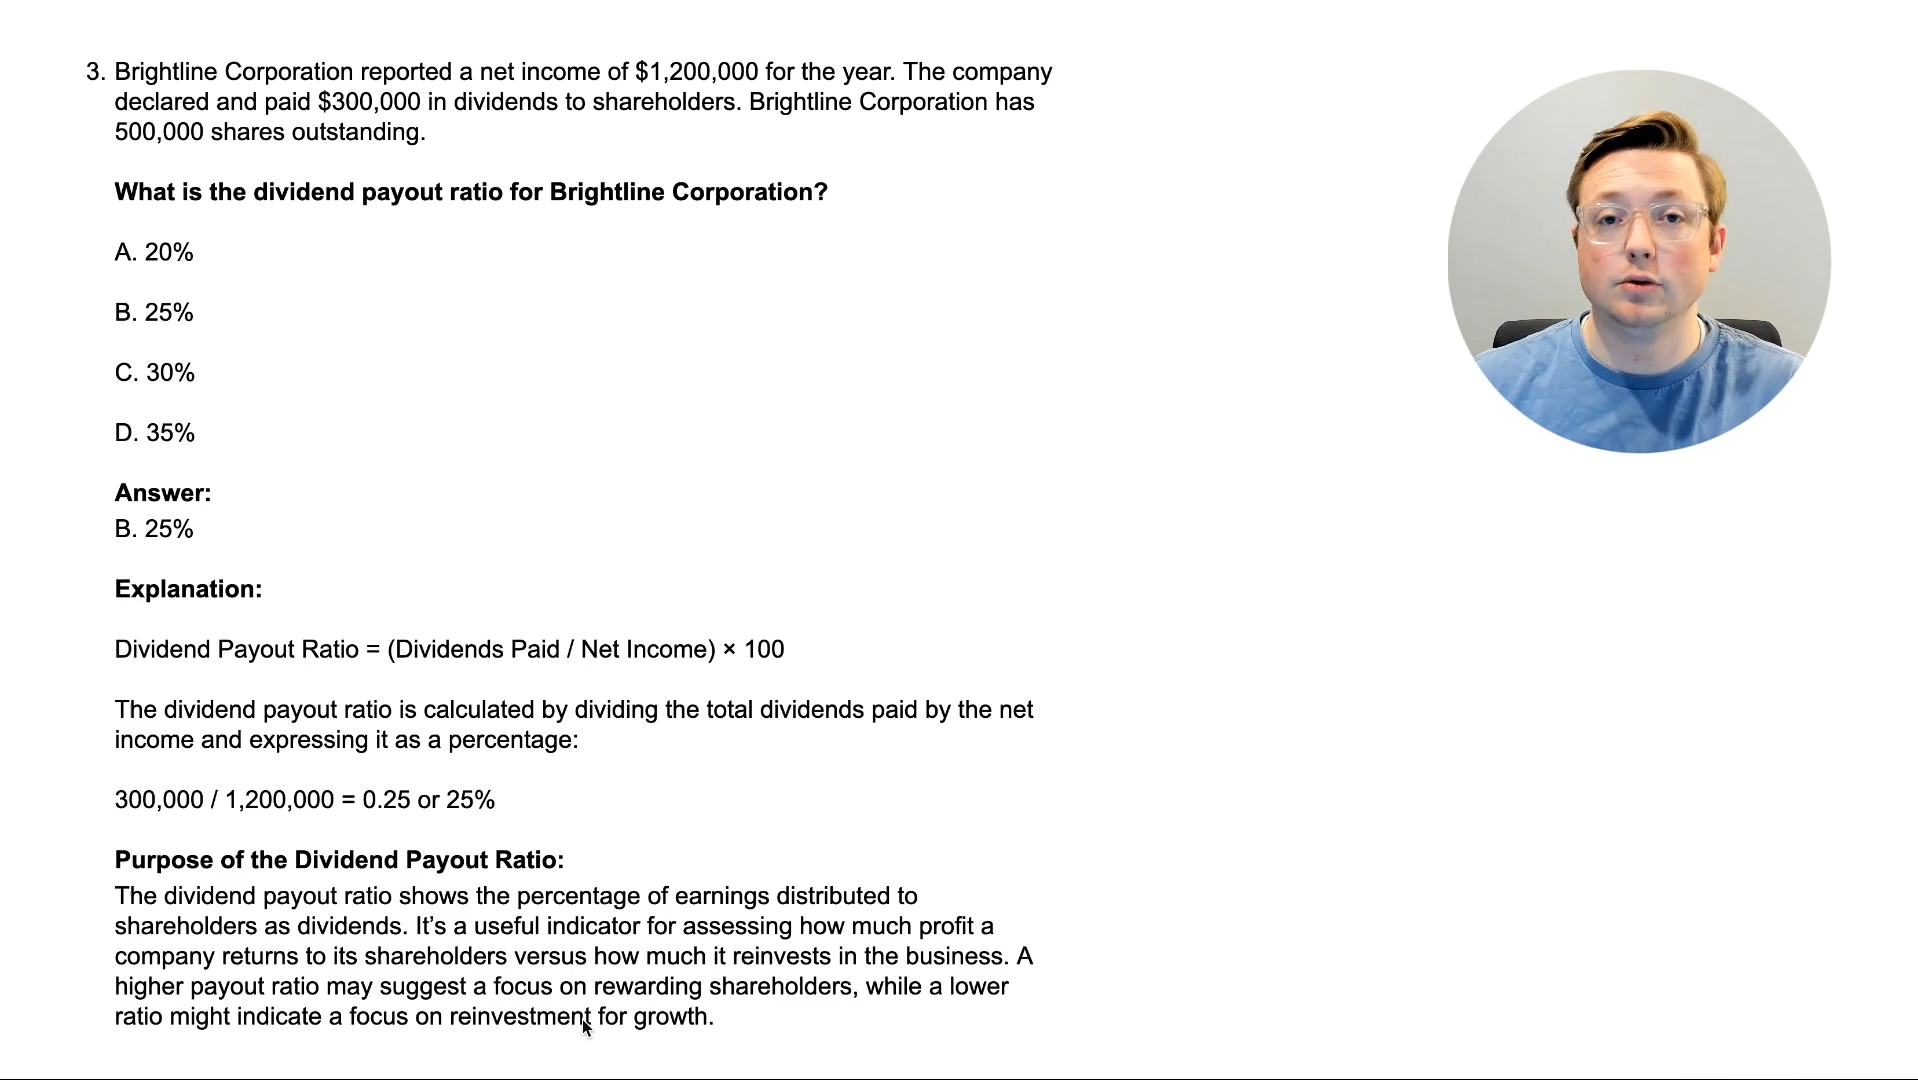 3. Brightline Corporation reported a net income of $1,200,000 for the year. The company
declared and paid $300,000 in dividends to shareholders. Brightline Corporation has
500,000 shares outstanding.
What is the dividend payout ratio for Brightline Corporation?
A. 20%
B. 25%
C. 30%
D. 35%
Answer:
B. 25%
Explanation:
Dividend Payout Ratio = (Dividends Paid / Net Income) × 100
The dividend payout ratio is calculated by dividing the total dividends paid by the net
income and expressing it as a percentage:
300,000 / 1,200,000 = 0.25 or 25%
Purpose of the Dividend Payout Ratio:
The dividend payout ratio shows the percentage of earnings distributed to
shareholders as dividends. It’s a useful indicator for assessing how much profit a
company returns to its shareholders versus how much it reinvests in the business. A
higher payout ratio may suggest a focus on rewarding shareholders, while a lower
ratio might indicate a focus on reinvestment for growth.